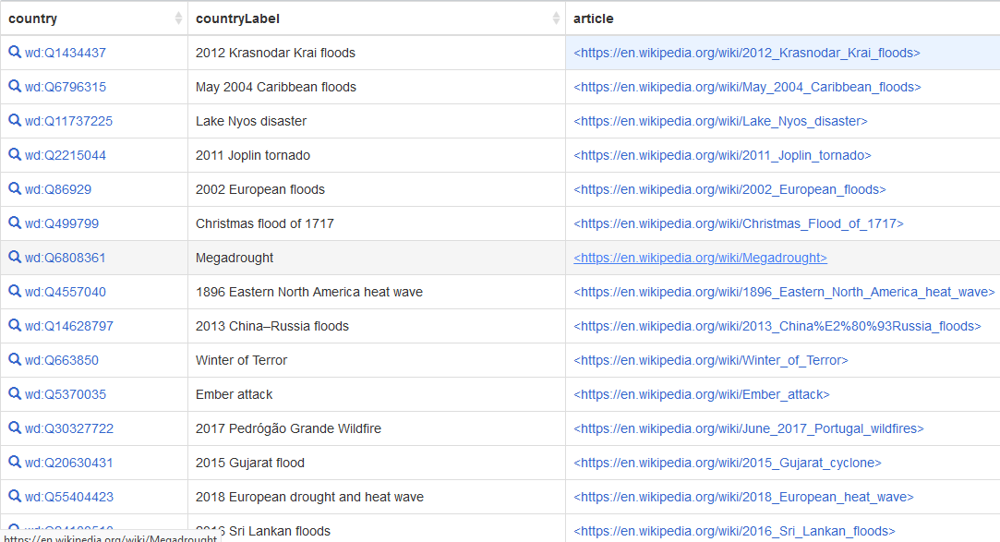 country countryLabel article
wd:Q1434437 2012 Krasnodar Krai floods <https://en.wikipedia.org/wiki/2012_Krasnodar_Krai_floods>
wd:Q6796315 May 2004 Caribbean floods <https://en.wikipedia.org/wiki/May_2004_Caribbean_floods>
wd:Q11737225 Lake Nyos disaster <https://en.wikipedia.org/wiki/Lake_Nyos_disaster>
wd:Q2215044 2011 Joplin tornado <https://en.wikipedia.org/wiki/2011_Joplin_tornado>
wd:Q86929 2002 European floods <https://en.wikipedia.org/wiki/2002_European_floods>
wd:Q499799 Christmas flood of 1717 <https://en.wikipedia.org/wiki/Christmas_Flood_of_1717>
wd:Q6808361 Megadrought <https://en.wikipedia.org/wiki/Megadrought>
wd:Q4557040 1896 Eastern North America heat wave <https://en.wikipedia.org/wiki/1896_Eastern_North_America_heat_wave>
wd:Q14628797 2013 China–Russia floods <https://en.wikipedia.org/wiki/2013_China%E2%80%93Russia_floods>
wd:Q663850 Winter of Terror <https://en.wikipedia.org/wiki/Winter_of_Terror>
wd:Q5370035 Ember attack <https://en.wikipedia.org/wiki/Ember_attack>
wd:Q30327722 2017 Pedrógão Grande Wildfire <https://en.wikipedia.org/wiki/June_2017_Portugal_wildfires>
wd:Q20630431 2015 Gujarat flood <https://en.wikipedia.org/wiki/2015_Gujarat_cyclone>
wd:Q55404423 2018 European drought and heat wave <https://en.wikipedia.org/wiki/2018_European_heat_wave>
2016 Sri Lankan floods <https://en.wikipedia.org/wiki/2016_Sri_Lankan_floods>
https://en.wikipedia.org/wiki/Megadrought